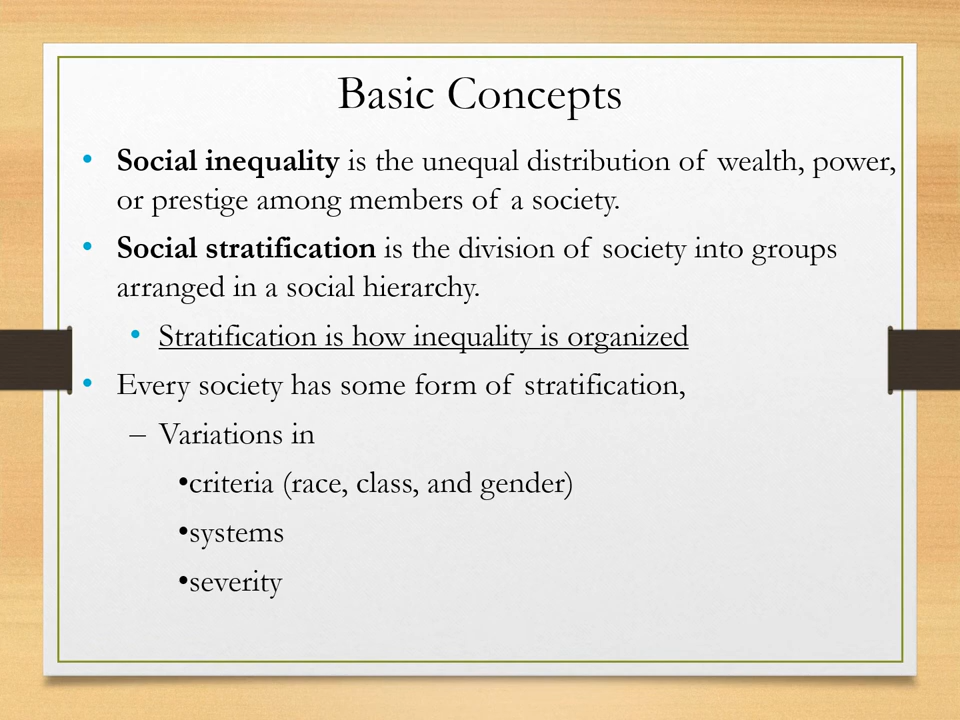 Basic Concepts
• Social inequality is the unequal distribution of wealth, power,
or prestige among members of a society.
• Social stratification is the division of society into groups
arranged in a social hierarchy.
• Stratification is how inequality is organized
• Every society has some form of stratification,
– Variations in
•criteria (race, class, and gender)
•systems
•severity